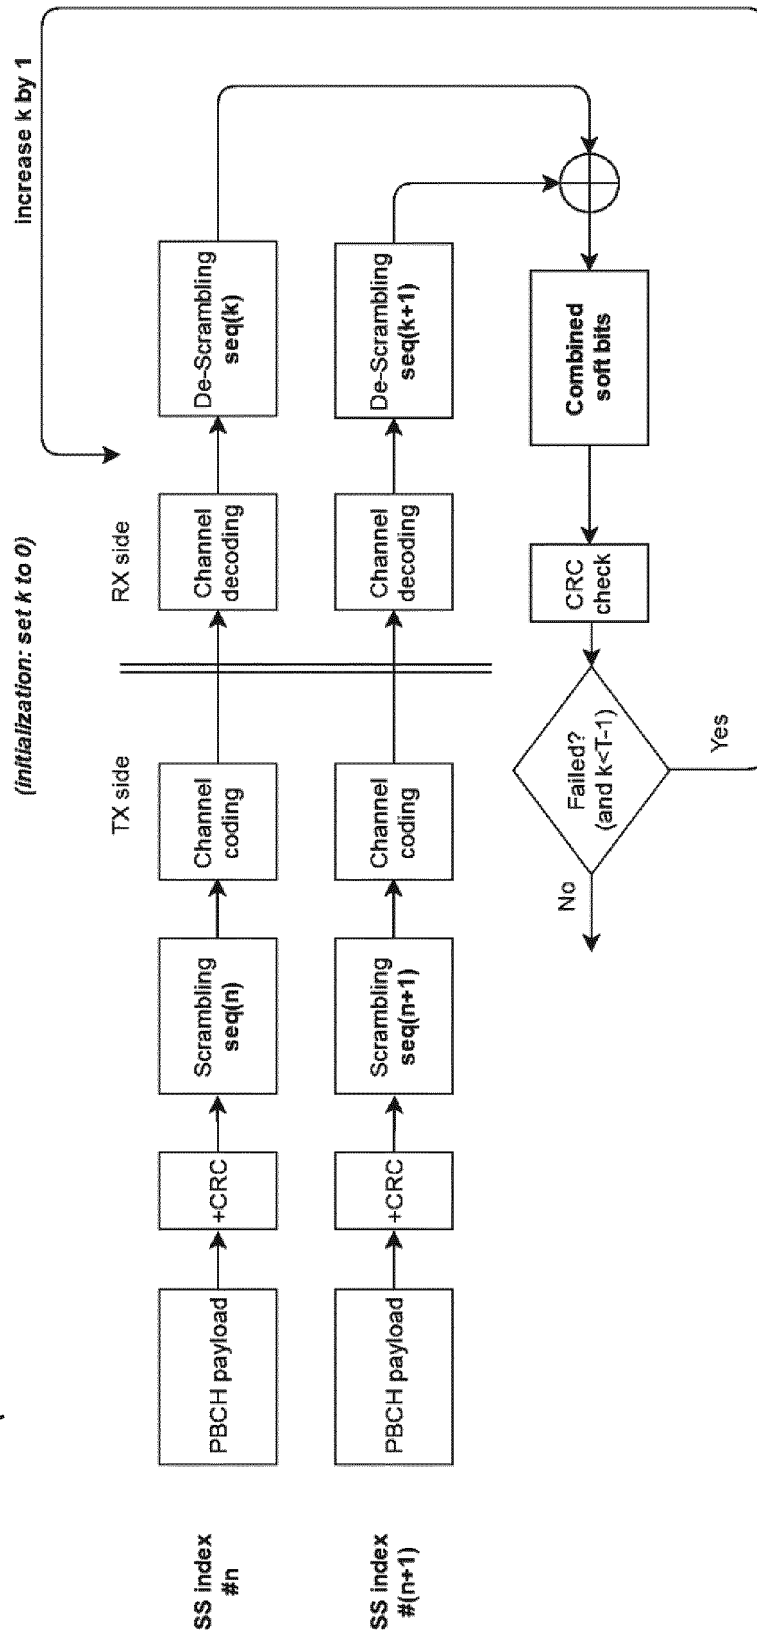 (initialization: set k to 0)
increase k by 1
TX side
RX side
SS index
#n
PBCH payload
+CRC
Scrambling
seq(n)
Channel
coding
Channel
decoding
De-Scrambling
seq(k)
SS index
#(n+1)
PBCH payload
+CRC
Scrambling
seq(n+1)
Channel
coding
Channel
decoding
De-Scrambling
seq(k+1)
No
Failed?
(and k<T-1)
CRC
check
Combined
soft bits
Yes